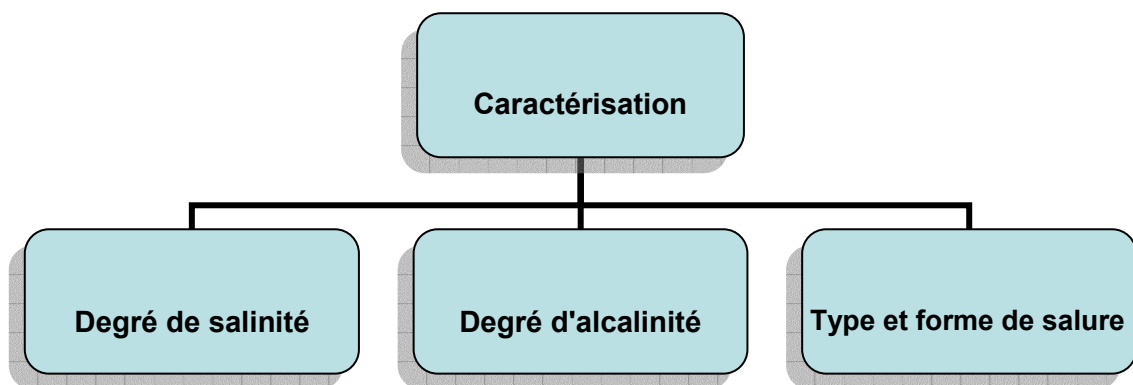 Caractérisation
Degré de salinité
Degré d'alcalinité
Type et forme de salure